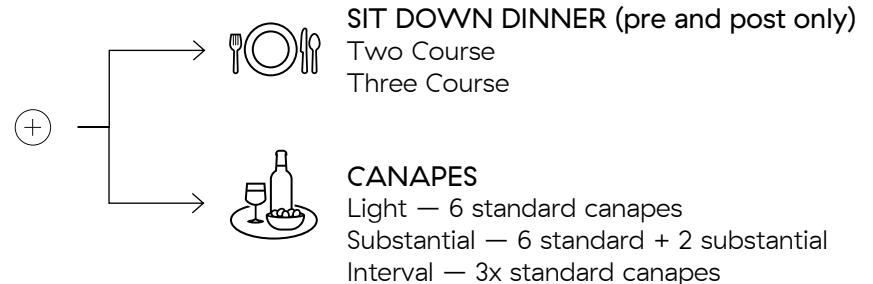 SIT DOWN DINNER (pre and post only)
Two Course
Three Course
CANAPES
Light — 6 standard canapes
Substantial — 6 standard + 2 substantial
Interval — 3x standard canapes